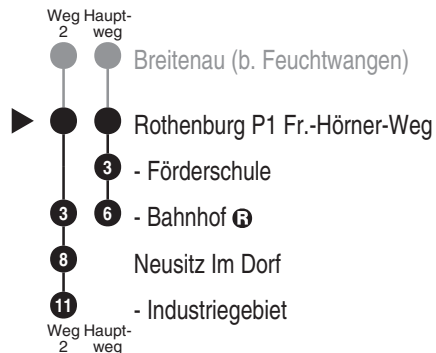 Weg Haupt-
2 weg
Breitenau (b. Feuchtwangen)
Rothenburg P1 Fr.-Hörner-Weg
3 - Förderschule
3 6 - Bahnhof R
8 Neusitz Im Dorf
11 - Industriegebiet
Weg Haupt-
2 weg